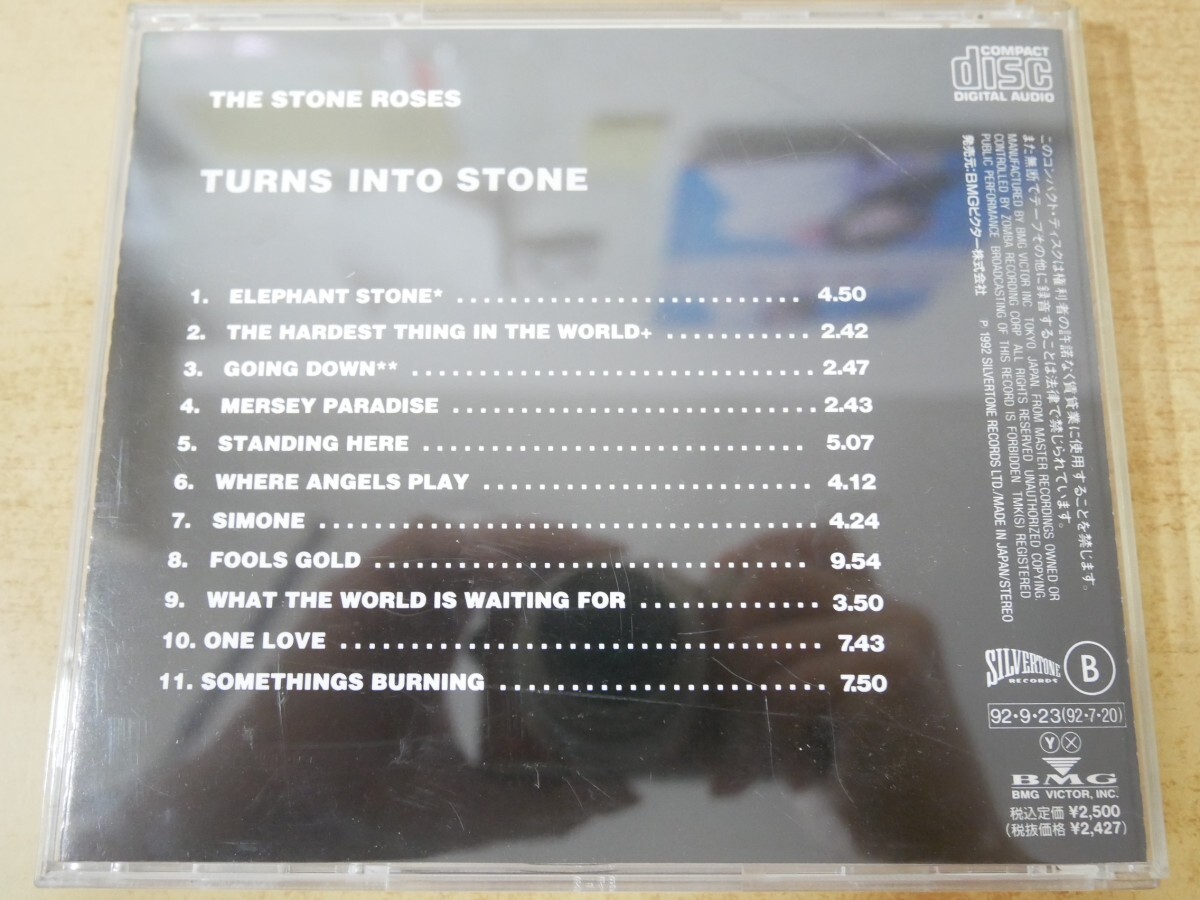 THE STONE ROSES
TURNS INTO STONE
1. ELEPHANT STONE* .............................. 4.50
2. THE HARDEST THING IN THE WORLD+ ............. 2.42
3. GOING DOWN** .................................. 2.47
4. MERSEY PARADISE ............................... 2.43
5. STANDING HERE ................................. 5.07
6. WHERE ANGELS PLAY ............................ 4.12
7. SIMONE .......................................... 4.24
8. FOOLS GOLD ..................................... 9.54
9. WHAT THE WORLD IS WAITING FOR ............... 3.50
10. ONE LOVE ........................................ 7.43
11. SOMETHINGS BURNING ............................ 7.50
COMPACT
disc
DIGITAL AUDIO
このコンパクト・ディスクは権利者の許諾なく賃貸業に使用することを禁じます。
また無断でテープその他に録音することは法律で禁じられています。
MANUFACTURED BY BMG VICTOR INC. TOKYO, JAPAN FROM MASTER RECORDINGS OWNED OR
CONTROLLED BY ZOMBA RECORDING CORP. ALL RIGHTS RESERVED UNAUTHORIZED COPYING
PUBLIC PERFORMANCE BROADCASTING OF THIS RECORD IS FORBIDDEN TMK(S) REGISTERED
発売元:BMGビクター株式会社 P. 1992 SILVERTONE RECORDS LTD./MADE IN JAPAN/STEREO
SILVERTONE
RECORDS
B
92・9・23(92・7・20)
Y X
BMG
BMG VICTOR, INC.
税込定価 ¥2,500
(税抜価格 ¥2,427)